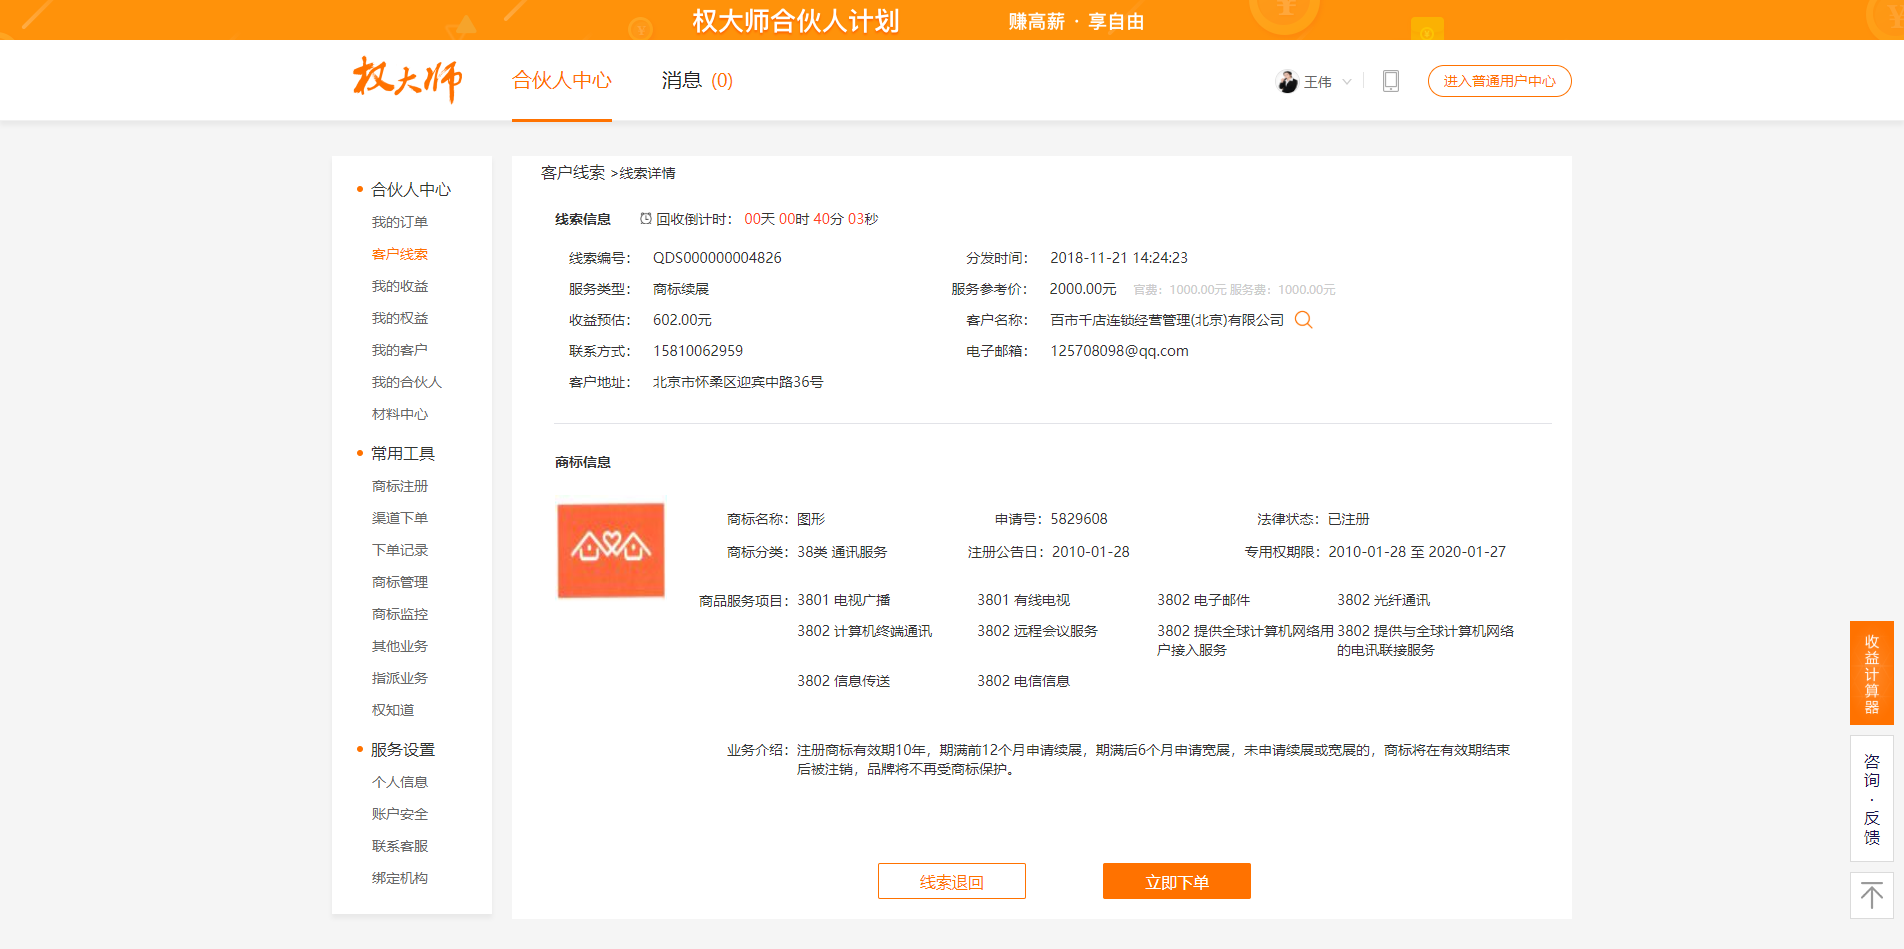 权大师合伙人计划 赚高薪 · 享自由
权大师 合伙人中心 消息 (0) 王伟 进入普通用户中心
合伙人中心
我的订单
客户线索
我的收益
我的权益
我的客户
我的合伙人
材料中心
常用工具
商标注册
渠道下单
下单记录
商标管理
商标监控
其他业务
指派业务
权知道
服务设置
个人信息
账户安全
联系客服
绑定机构
客户线索 >线索详情
线索信息 回收倒计时： 00天 00时 40分 03秒
线索编号： QDS000000004826 分发时间： 2018-11-21 14:24:23
服务类型： 商标续展 服务参考价： 2000.00元 官费：1000.00元 服务费：1000.00元
收益预估： 602.00元 客户名称： 百市千店连锁经营管理(北京)有限公司
联系方式： 15810062959 电子邮箱： 125708098@qq.com
客户地址： 北京市怀柔区迎宾中路36号
商标信息
商标名称：图形 申请号：5829608 法律状态：已注册
商标分类：38类 通讯服务 注册公告日：2010-01-28 专用权期限：2010-01-28 至 2020-01-27
商品服务项目：3801 电视广播 3801 有线电视 3802 电子邮件 3802 光纤通讯
3802 计算机终端通讯 3802 远程会议服务 3802 提供全球计算机网络用 3802 提供与全球计算机网络
户接入服务 的电讯联接服务
3802 信息传送 3802 电信信息
业务介绍：注册商标有效期10年，期满前12个月申请续展，期满后6个月申请宽展，未申请续展或宽展的，商标将在有效期结束
后被注销，品牌将不再受商标保护。
线索退回 立即下单
收
益
计
算
器
咨
询
·
反
馈